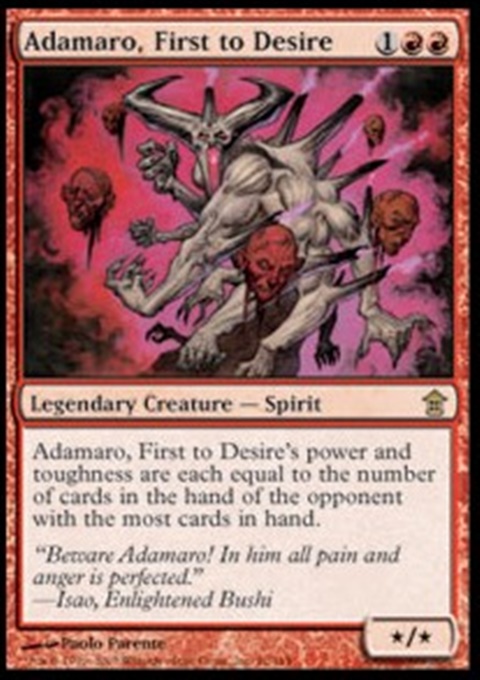 Adamaro, First to Desire 1
Legendary Creature — Spirit
Adamaro, First to Desire's power and
toughness are each equal to the number
of cards in the hand of the opponent
with the most cards in hand.
"Beware Adamaro! In him all pain and
anger is perfected."
—Isao, Enlightened Bushi
Paolo Parente
★/★